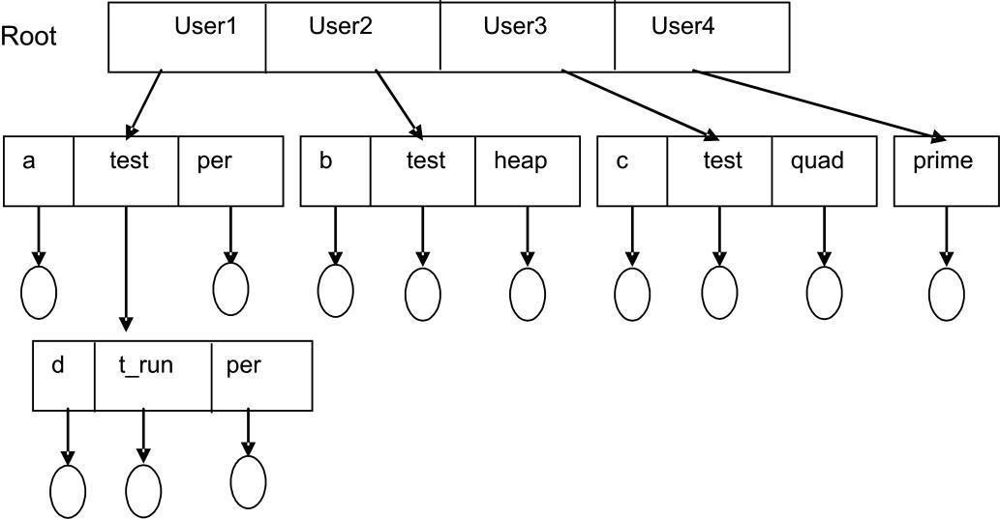 Root User1 User2 User3 User4
a test per b test heap c test quad prime
d t_run per